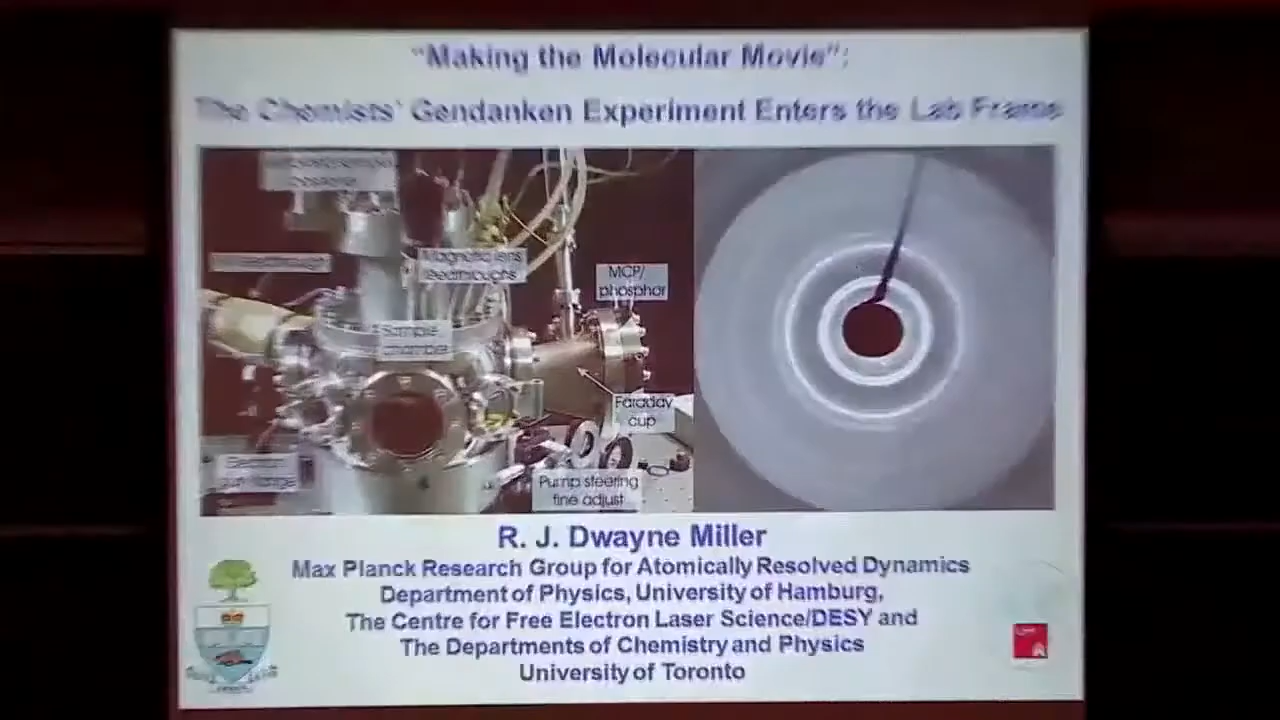 "Making the Molecular Movie":
The Chemists' Gendanken Experiment Enters the Lab Frame
Magnetic lens
feedthroughs
MCP/
phosphor
Sample
chamber
Faraday
cup
Electron
gun flange
Pump steering
fine adjust
R. J. Dwayne Miller
Max Planck Research Group for Atomically Resolved Dynamics
Department of Physics, University of Hamburg,
The Centre for Free Electron Laser Science/DESY and
The Departments of Chemistry and Physics
University of Toronto